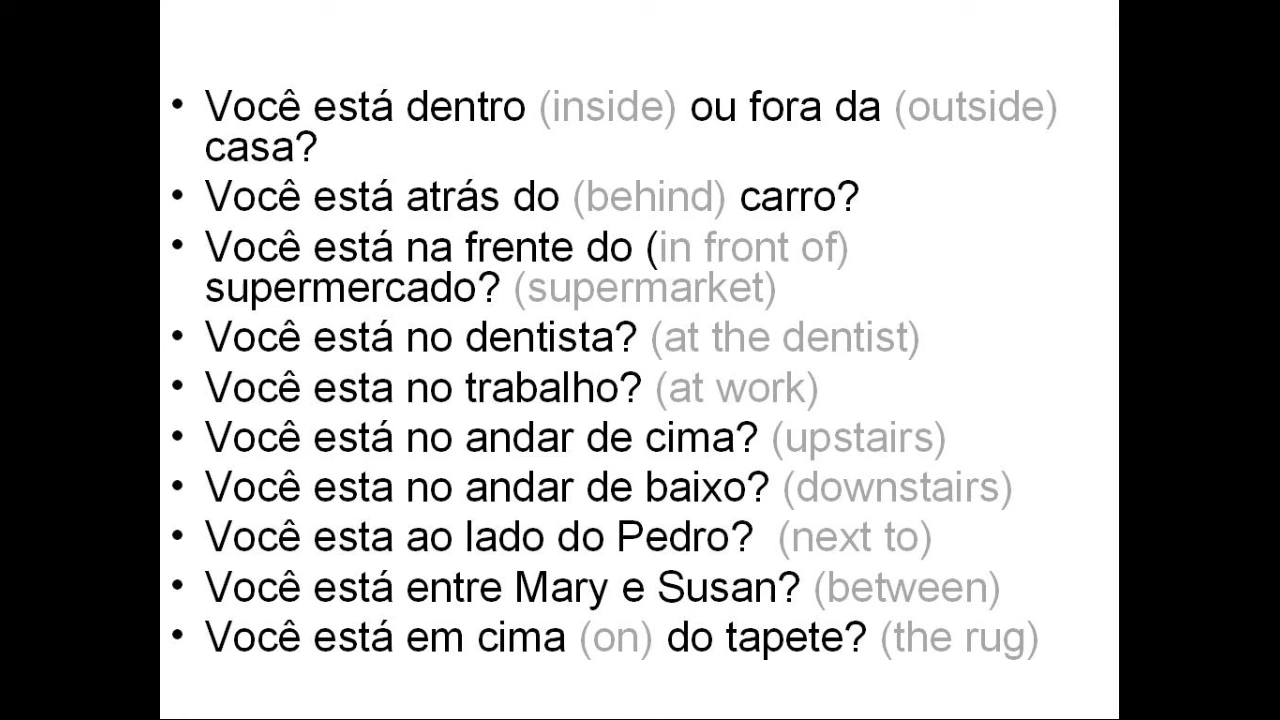 • Você está dentro (inside) ou fora da (outside)
casa?
• Você está atrás do (behind) carro?
• Você está na frente do (in front of)
supermercado? (supermarket)
• Você está no dentista? (at the dentist)
• Você esta no trabalho? (at work)
• Você está no andar de cima? (upstairs)
• Você esta no andar de baixo? (downstairs)
• Você esta ao lado do Pedro? (next to)
• Você está entre Mary e Susan? (between)
• Você está em cima (on) do tapete? (the rug)